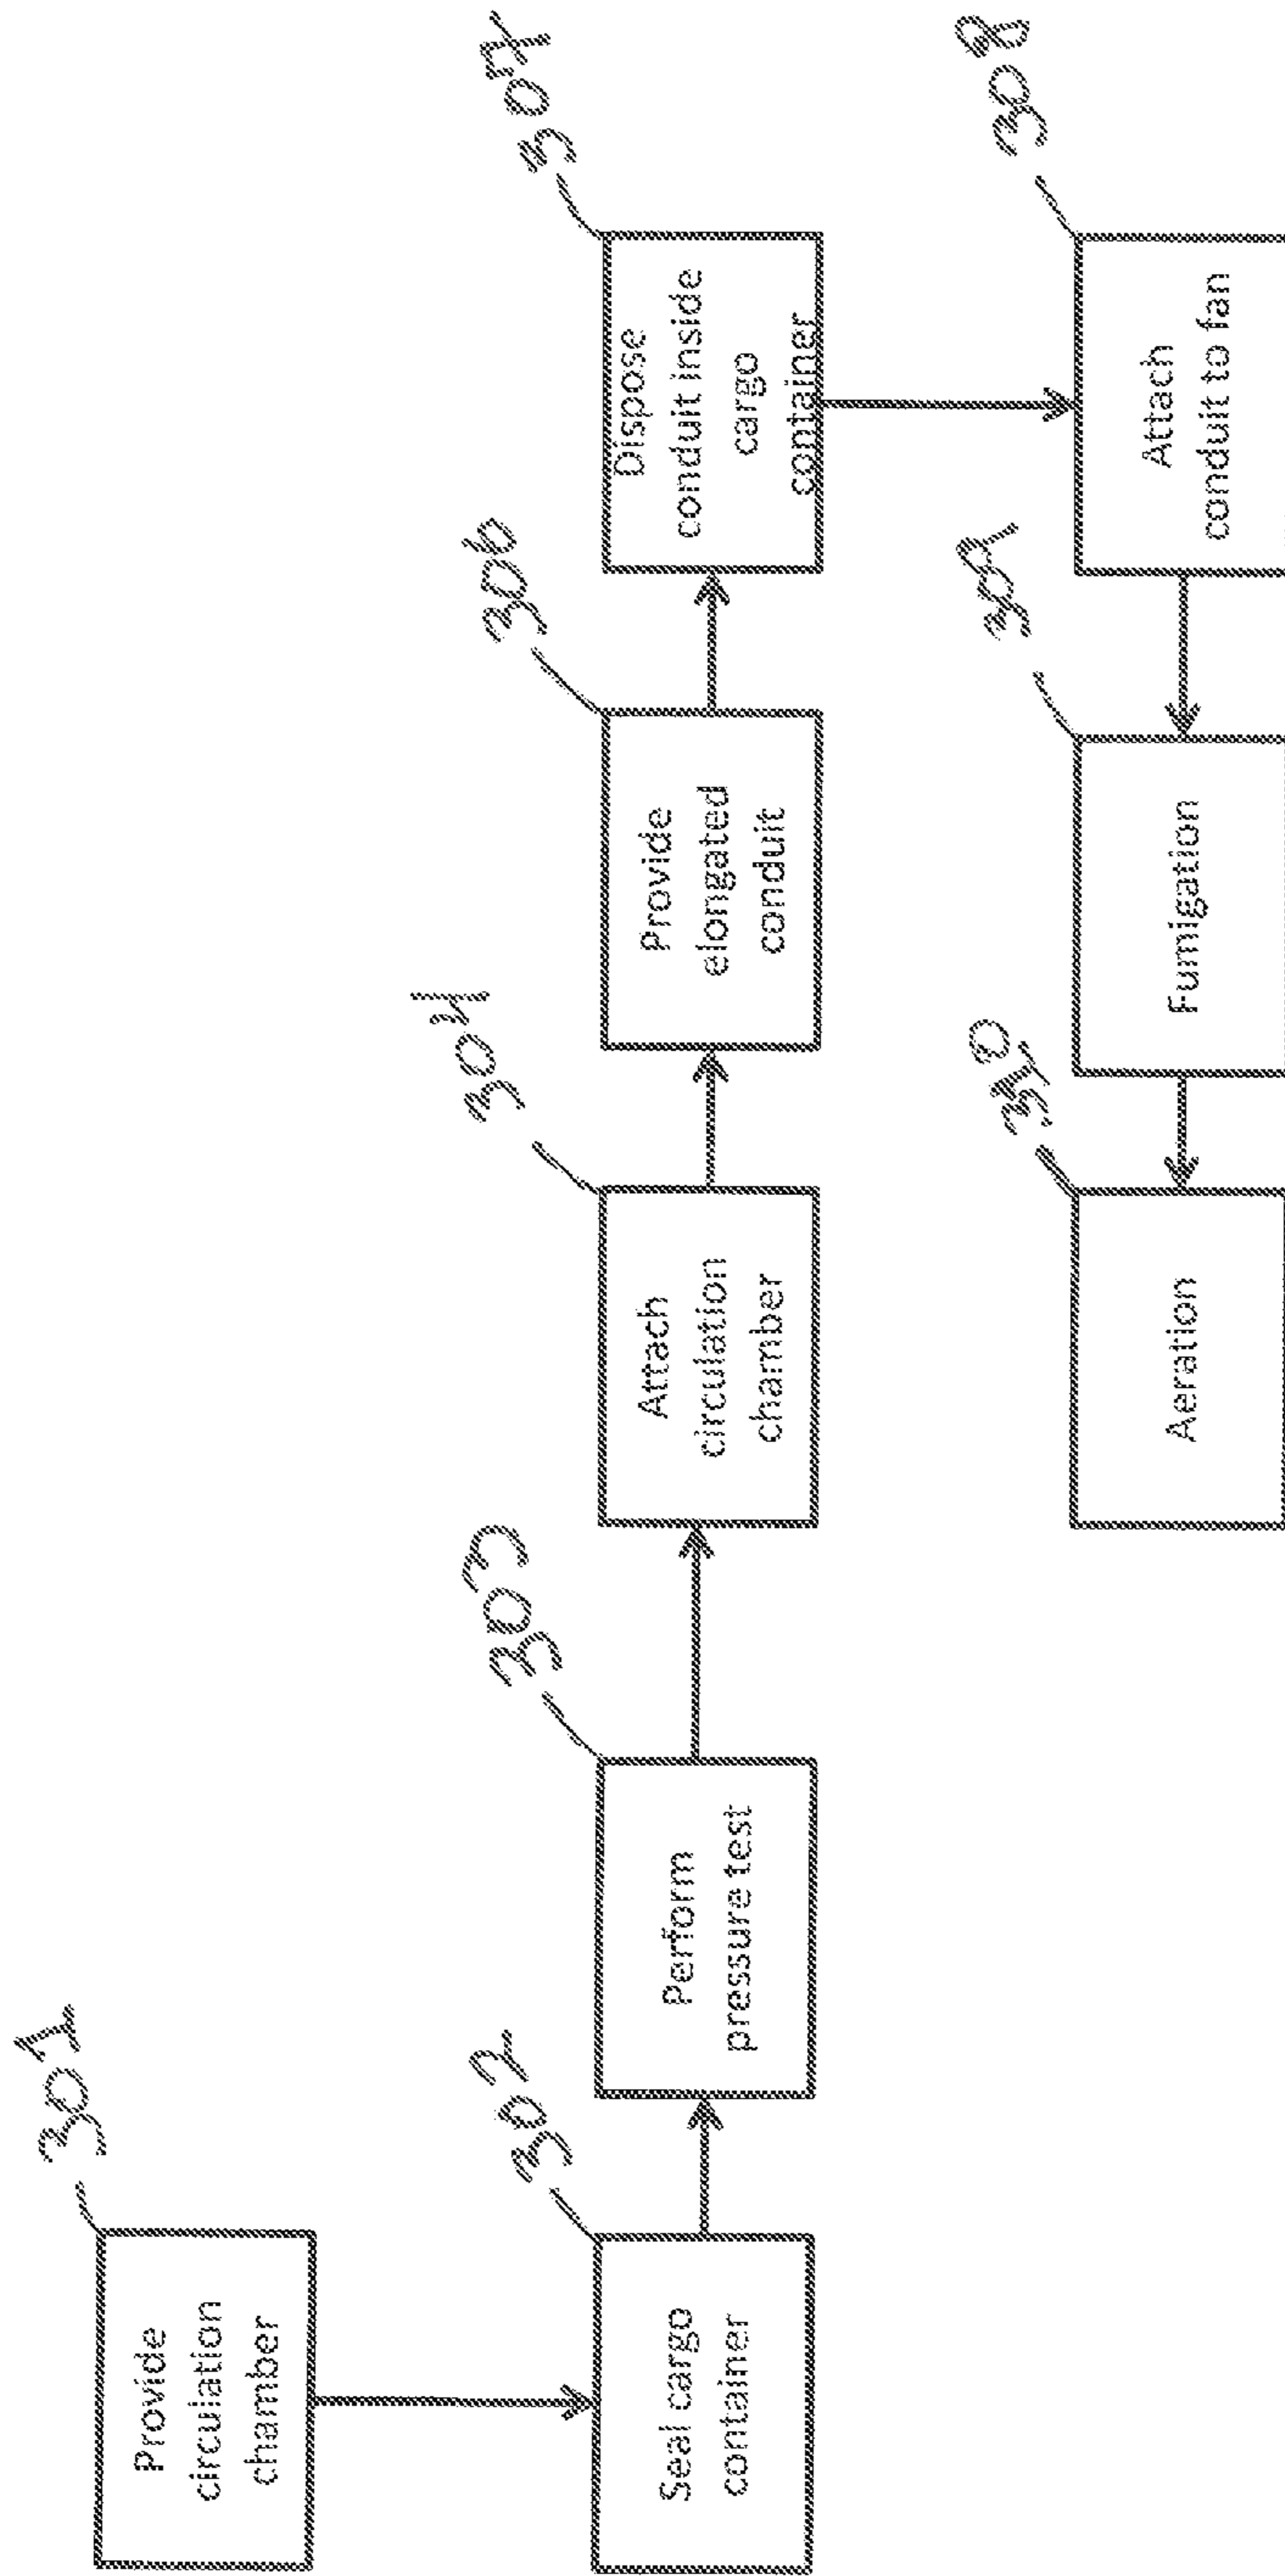 301
Provide
circulation
chamber
302
Seal cargo
container
303
Perform
pressure test
304
Attach
circulation
chamber
306
Provide
elongated
conduit
307
Dispose
conduit inside
cargo
container
308
Attach
conduit to fan
309
Fumigation
310
Aeration